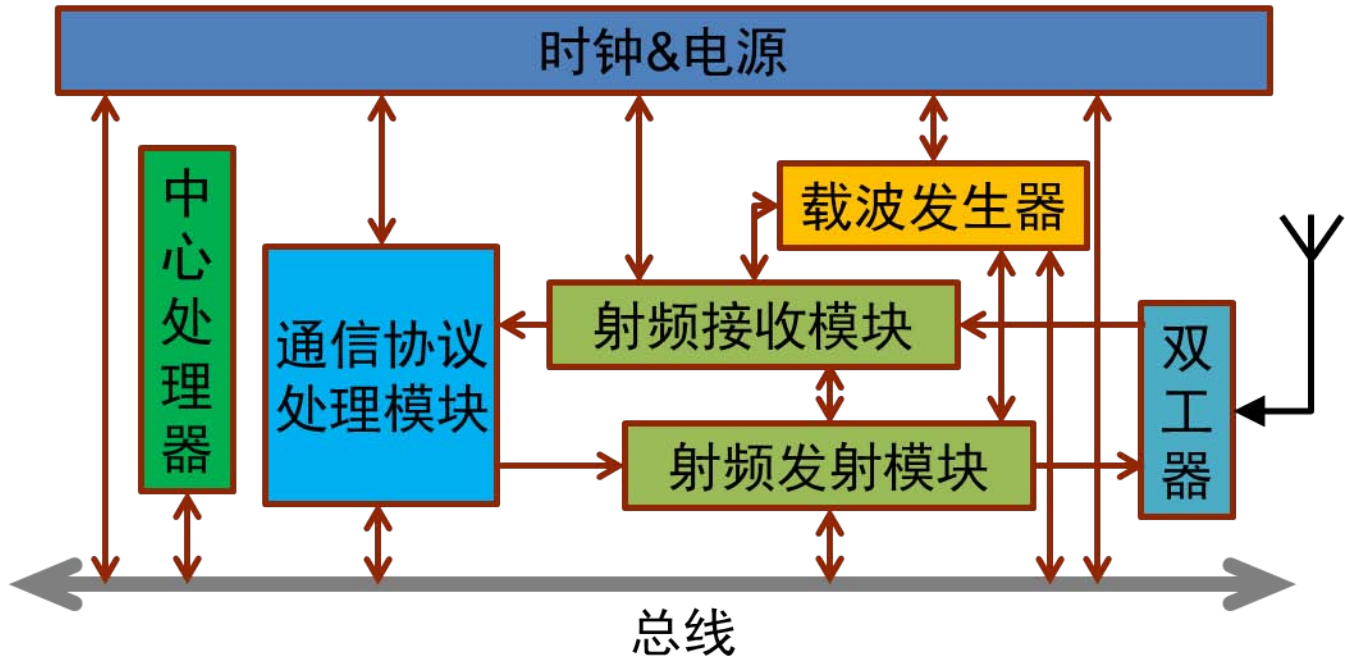 时钟&电源
中心处理器
载波发生器
通信协议
处理模块
射频接收模块
双工器
射频发射模块
总线